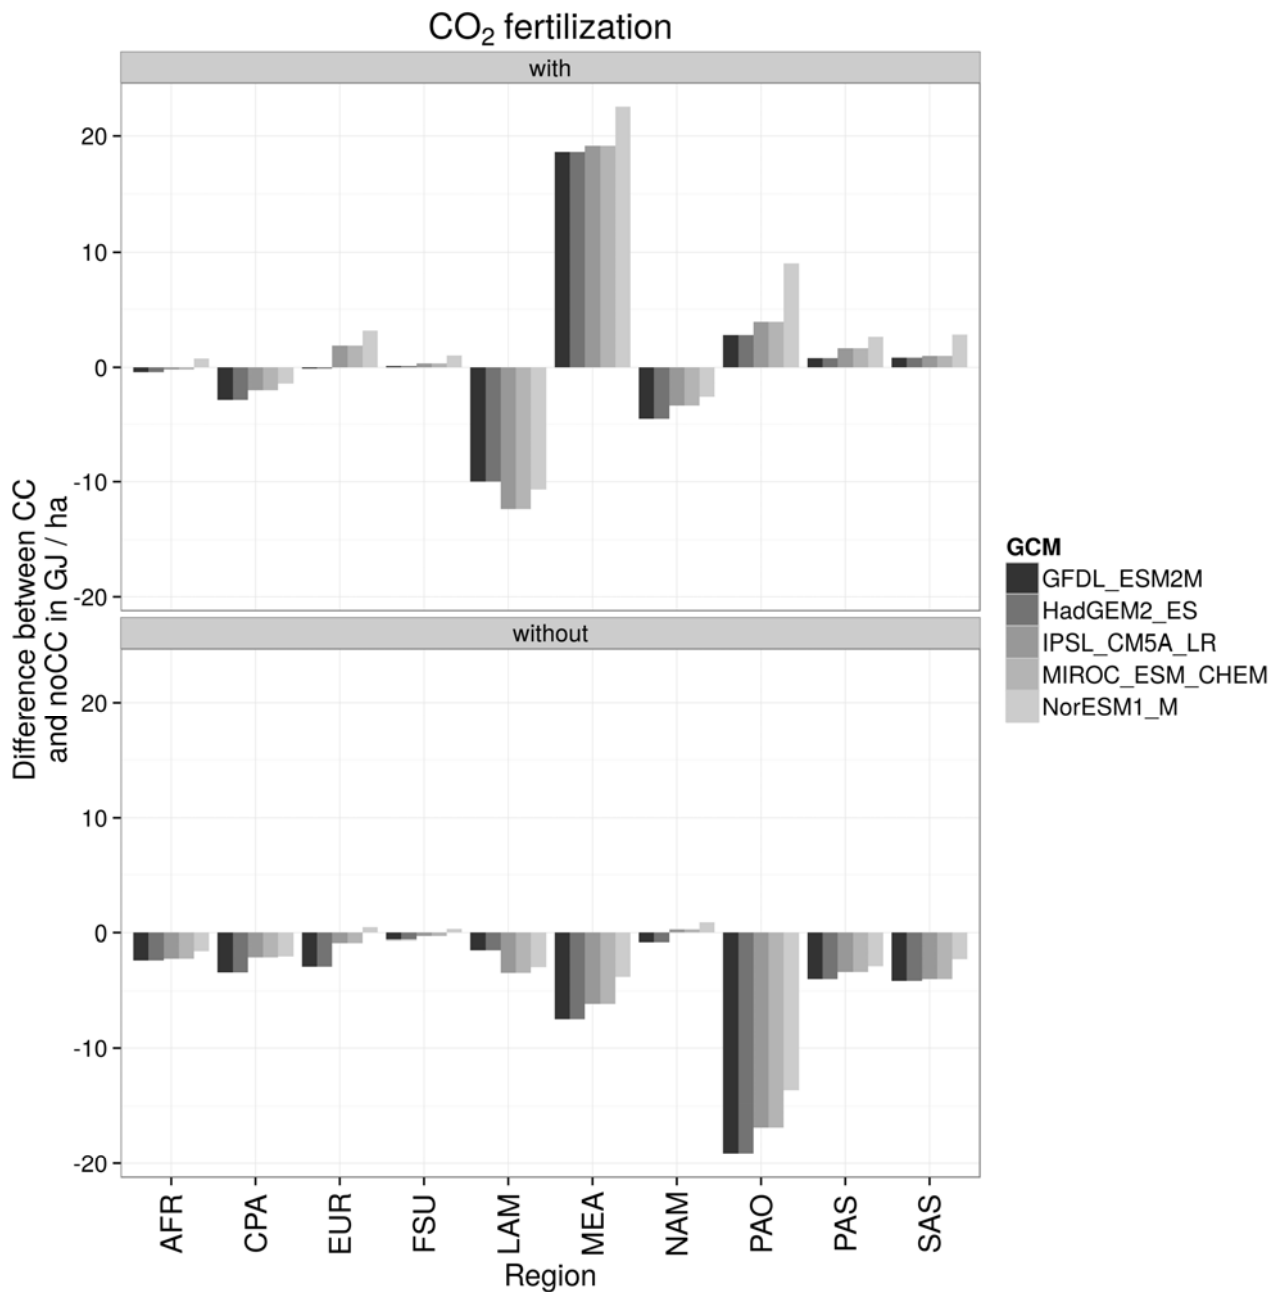 CO₂ fertilization
with
20
10
0
-10
-20
without
20
10
0
-10
-20
Difference between CC
and noCC in GJ / ha
AFR
CPA
EUR
FSU
LAM
MEA
NAM
PAO
PAS
SAS
Region
GCM
GFDL_ESM2M
HadGEM2_ES
IPSL_CM5A_LR
MIROC_ESM_CHEM
NorESM1_M